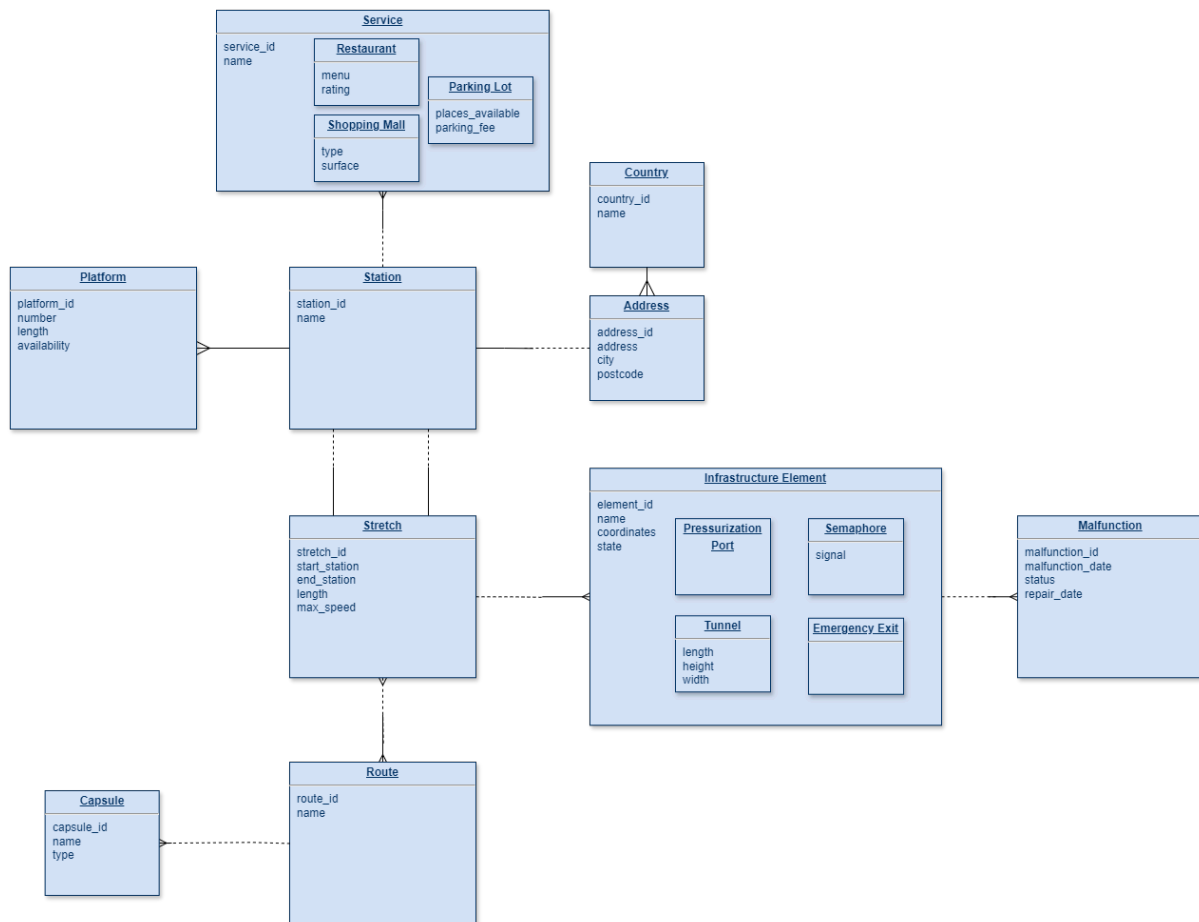 Service
service_id
name
Restaurant
menu
rating
Parking Lot
places_available
parking_fee
Shopping Mall
type
surface
Country
country_id
name
Platform
platform_id
number
length
availability
Station
station_id
name
Address
address_id
address
city
postcode
Stretch
stretch_id
start_station
end_station
length
max_speed
Infrastructure Element
element_id
name
coordinates
state
Pressurization
Port
Semaphore
signal
Tunnel
length
height
width
Emergency Exit
Malfunction
malfunction_id
malfunction_date
status
repair_date
Capsule
capsule_id
name
type
Route
route_id
name